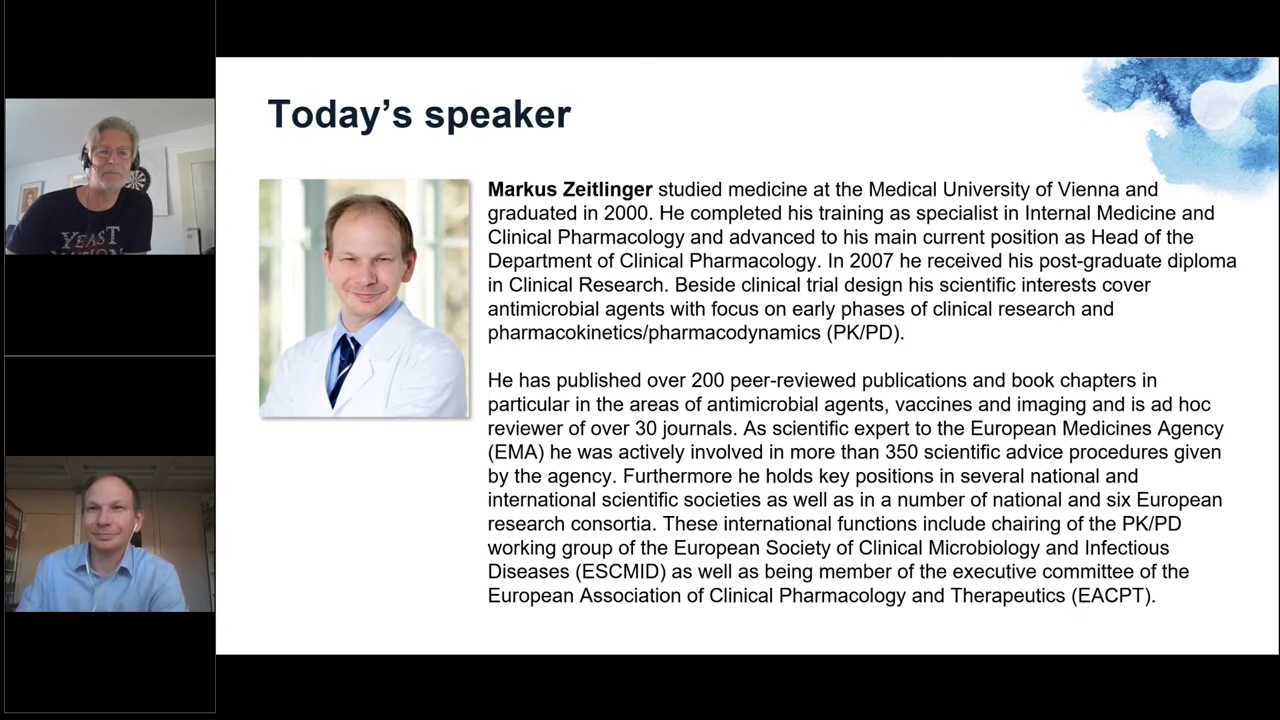 Today’s speaker
Markus Zeitlinger studied medicine at the Medical University of Vienna and
graduated in 2000. He completed his training as specialist in Internal Medicine and
Clinical Pharmacology and advanced to his main current position as Head of the
Department of Clinical Pharmacology. In 2007 he received his post-graduate diploma
in Clinical Research. Beside clinical trial design his scientific interests cover
antimicrobial agents with focus on early phases of clinical research and
pharmacokinetics/pharmacodynamics (PK/PD).
He has published over 200 peer-reviewed publications and book chapters in
particular in the areas of antimicrobial agents, vaccines and imaging and is ad hoc
reviewer of over 30 journals. As scientific expert to the European Medicines Agency
(EMA) he was actively involved in more than 350 scientific advice procedures given
by the agency. Furthermore he holds key positions in several national and
international scientific societies as well as in a number of national and six European
research consortia. These international functions include chairing of the PK/PD
working group of the European Society of Clinical Microbiology and Infectious
Diseases (ESCMID) as well as being member of the executive committee of the
European Association of Clinical Pharmacology and Therapeutics (EACPT).
YEAST